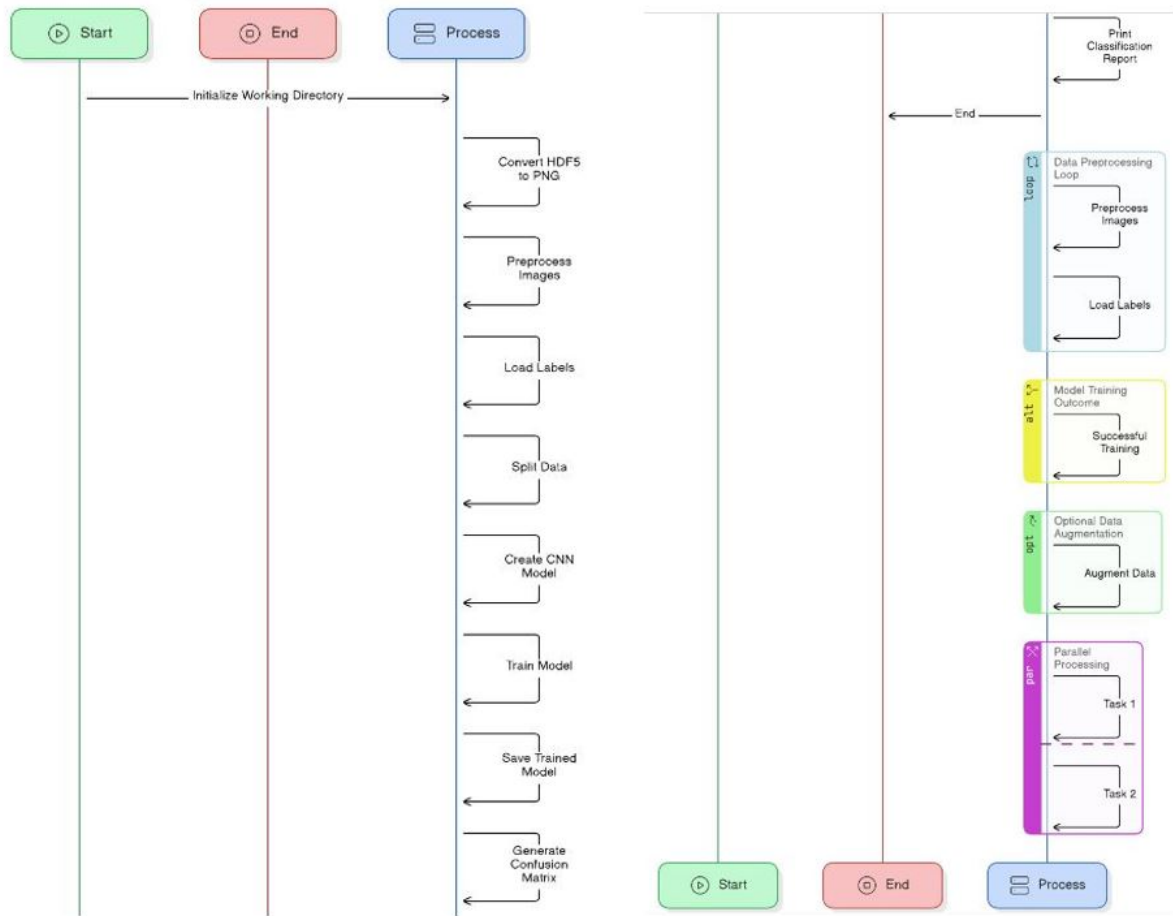 Start
End
Process
Initialize Working Directory
Convert HDF5
to PNG
Preprocess
Images
Load Labels
Split Data
Create CNN
Model
Train Model
Save Trained
Model
Generate
Confusion
Matrix
Print
Classification
Report
End
loop
Data Preprocessing
Loop
Preprocess
Images
Load Labels
alt
Model Training
Outcome
Successful
Training
opt
Optional Data
Augmentation
Augment Data
par
Parallel
Processing
Task 1
Task 2
Start
End
Process